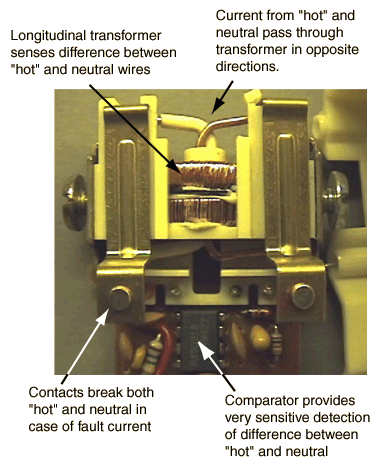 Longitudinal transformer
senses difference between
"hot" and neutral wires
Current from "hot" and
neutral pass through
transformer in opposite
directions.
Contacts break both
"hot" and neutral in
case of fault current
Comparator provides
very sensitive detection
of difference between
"hot" and neutral